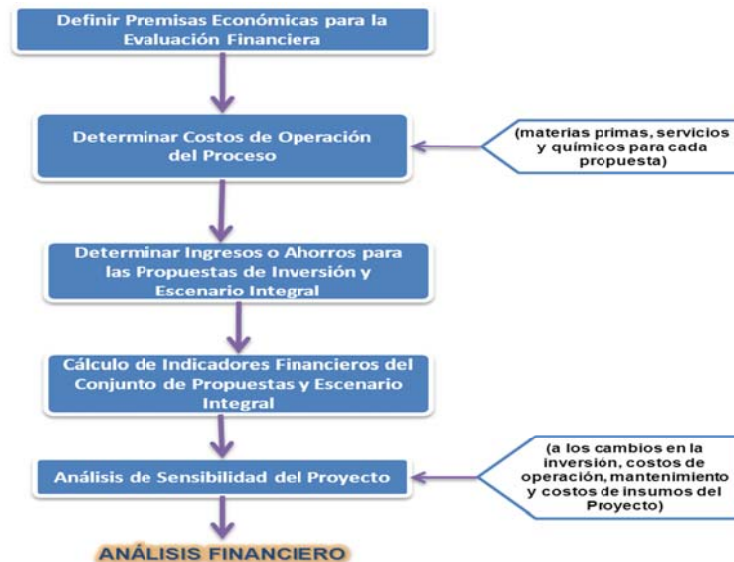 Definir Premisas Económicas para la
Evaluación Financiera
Determinar Costos de Operación
del Proceso
(materias primas, servicios
y químicos para cada
propuesta)
Determinar Ingresos o Ahorros para
las Propuestas de Inversión y
Escenario Integral
Cálculo de Indicadores Financieros del
Conjunto de Propuestas y Escenario
Integral
Análisis de Sensibilidad del Proyecto
(a los cambios en la
inversión, costos de
operación, mantenimiento
y costos de insumos del
Proyecto)
ANÁLISIS FINANCIERO